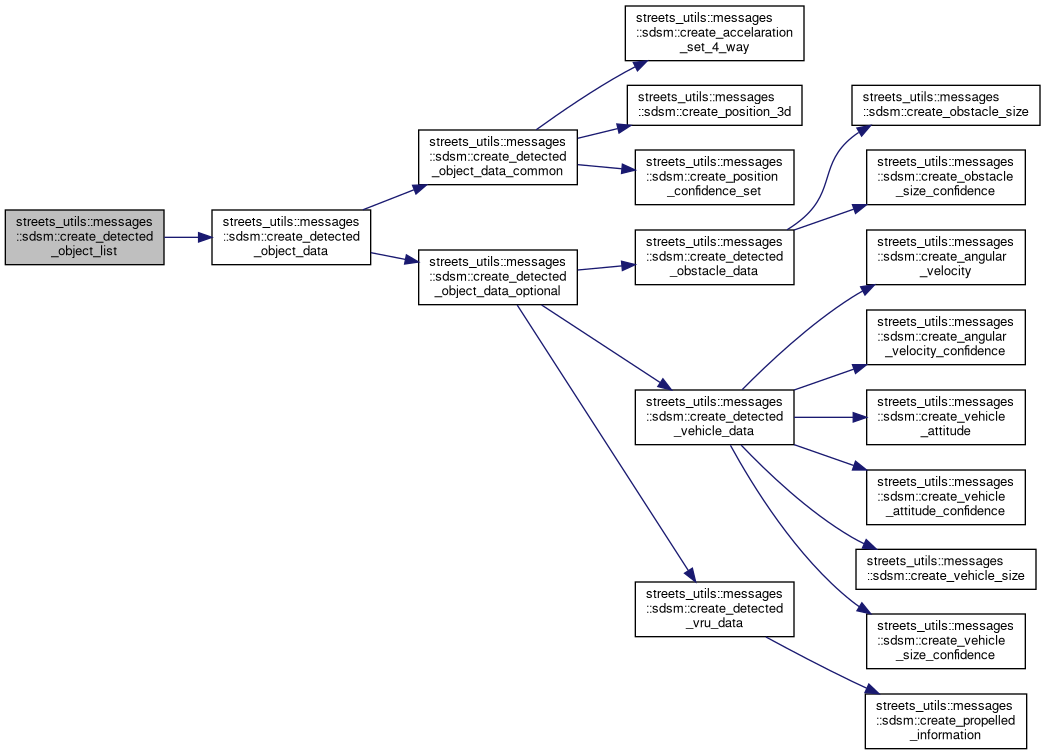 streets_utils::messages
::sdsm::create_detected
_object_list
streets_utils::messages
::sdsm::create_detected
_object_data
streets_utils::messages
::sdsm::create_detected
_object_data_common
streets_utils::messages
::sdsm::create_detected
_object_data_optional
streets_utils::messages
::sdsm::create_accelaration
_set_4_way
streets_utils::messages
::sdsm::create_position_3d
streets_utils::messages
::sdsm::create_position
_confidence_set
streets_utils::messages
::sdsm::create_detected
_obstacle_data
streets_utils::messages
::sdsm::create_detected
_vehicle_data
streets_utils::messages
::sdsm::create_detected
_vru_data
streets_utils::messages
::sdsm::create_obstacle_size
streets_utils::messages
::sdsm::create_obstacle
_size_confidence
streets_utils::messages
::sdsm::create_angular
_velocity
streets_utils::messages
::sdsm::create_angular
_velocity_confidence
streets_utils::messages
::sdsm::create_vehicle
_attitude
streets_utils::messages
::sdsm::create_vehicle
_attitude_confidence
streets_utils::messages
::sdsm::create_vehicle_size
streets_utils::messages
::sdsm::create_vehicle
_size_confidence
streets_utils::messages
::sdsm::create_propelled
_information